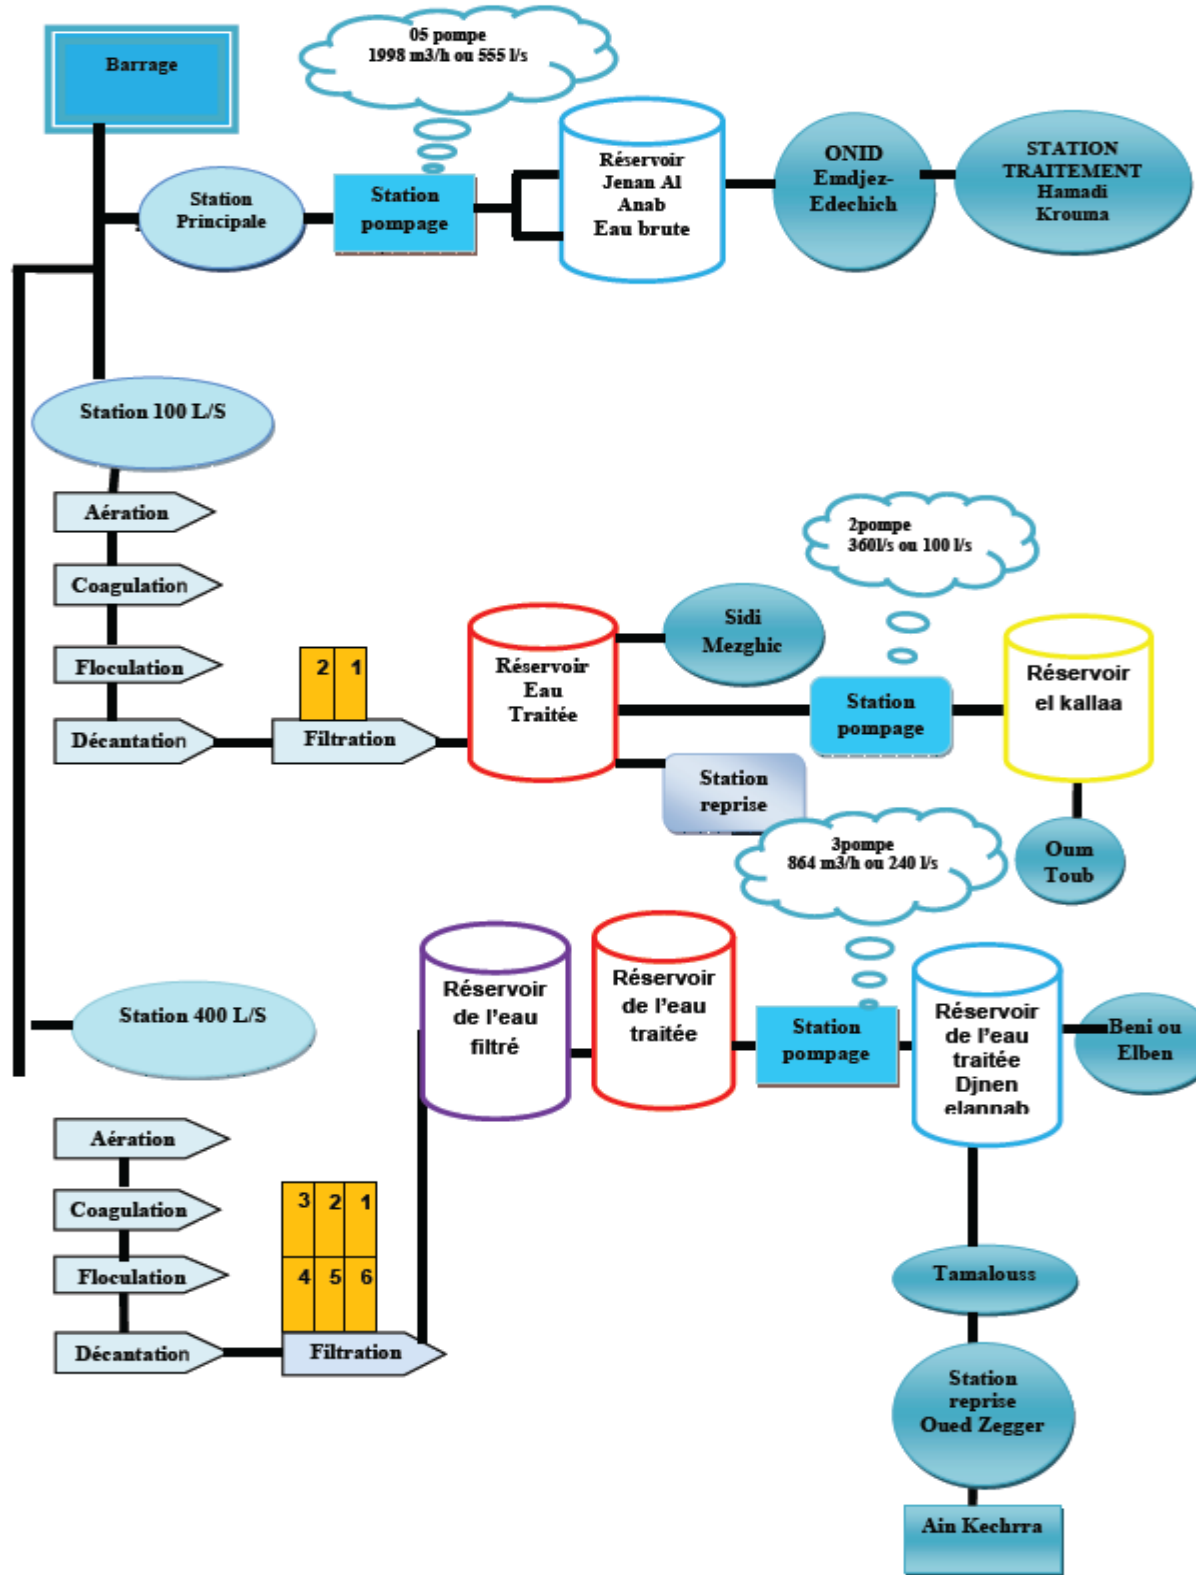 05 pompe
1998 m3/h ou 555 l/s
Barrage
Station
Principale
Station
pompage
Réservoir
Jenan Al
Anab
Eau brute
ONID
Emdjez-
Edechich
STATION
TRAITEMENT
Hamadi
Krouma
Station 100 L/S
Aération
Coagulation
Floculation
Décantation
2 1
Filtration
Réservoir
Eau
Traitée
Sidi
Mezghic
2pompe
360l/s ou 100 l/s
Station
pompage
Réservoir
el kallaa
Station
reprise
Oum
Toub
3pompe
864 m3/h ou 240 l/s
Station 400 L/S
Réservoir
de l'eau
filtré
Réservoir
de l'eau
traitée
Station
pompage
Réservoir
de l'eau
traitée
Djnen
elannab
Beni ou
Elben
Aération
Coagulation
Floculation
Décantation
3 2 1
4 5 6
Filtration
Tamalouss
Station
reprise
Oued Zegger
Ain Kechrra